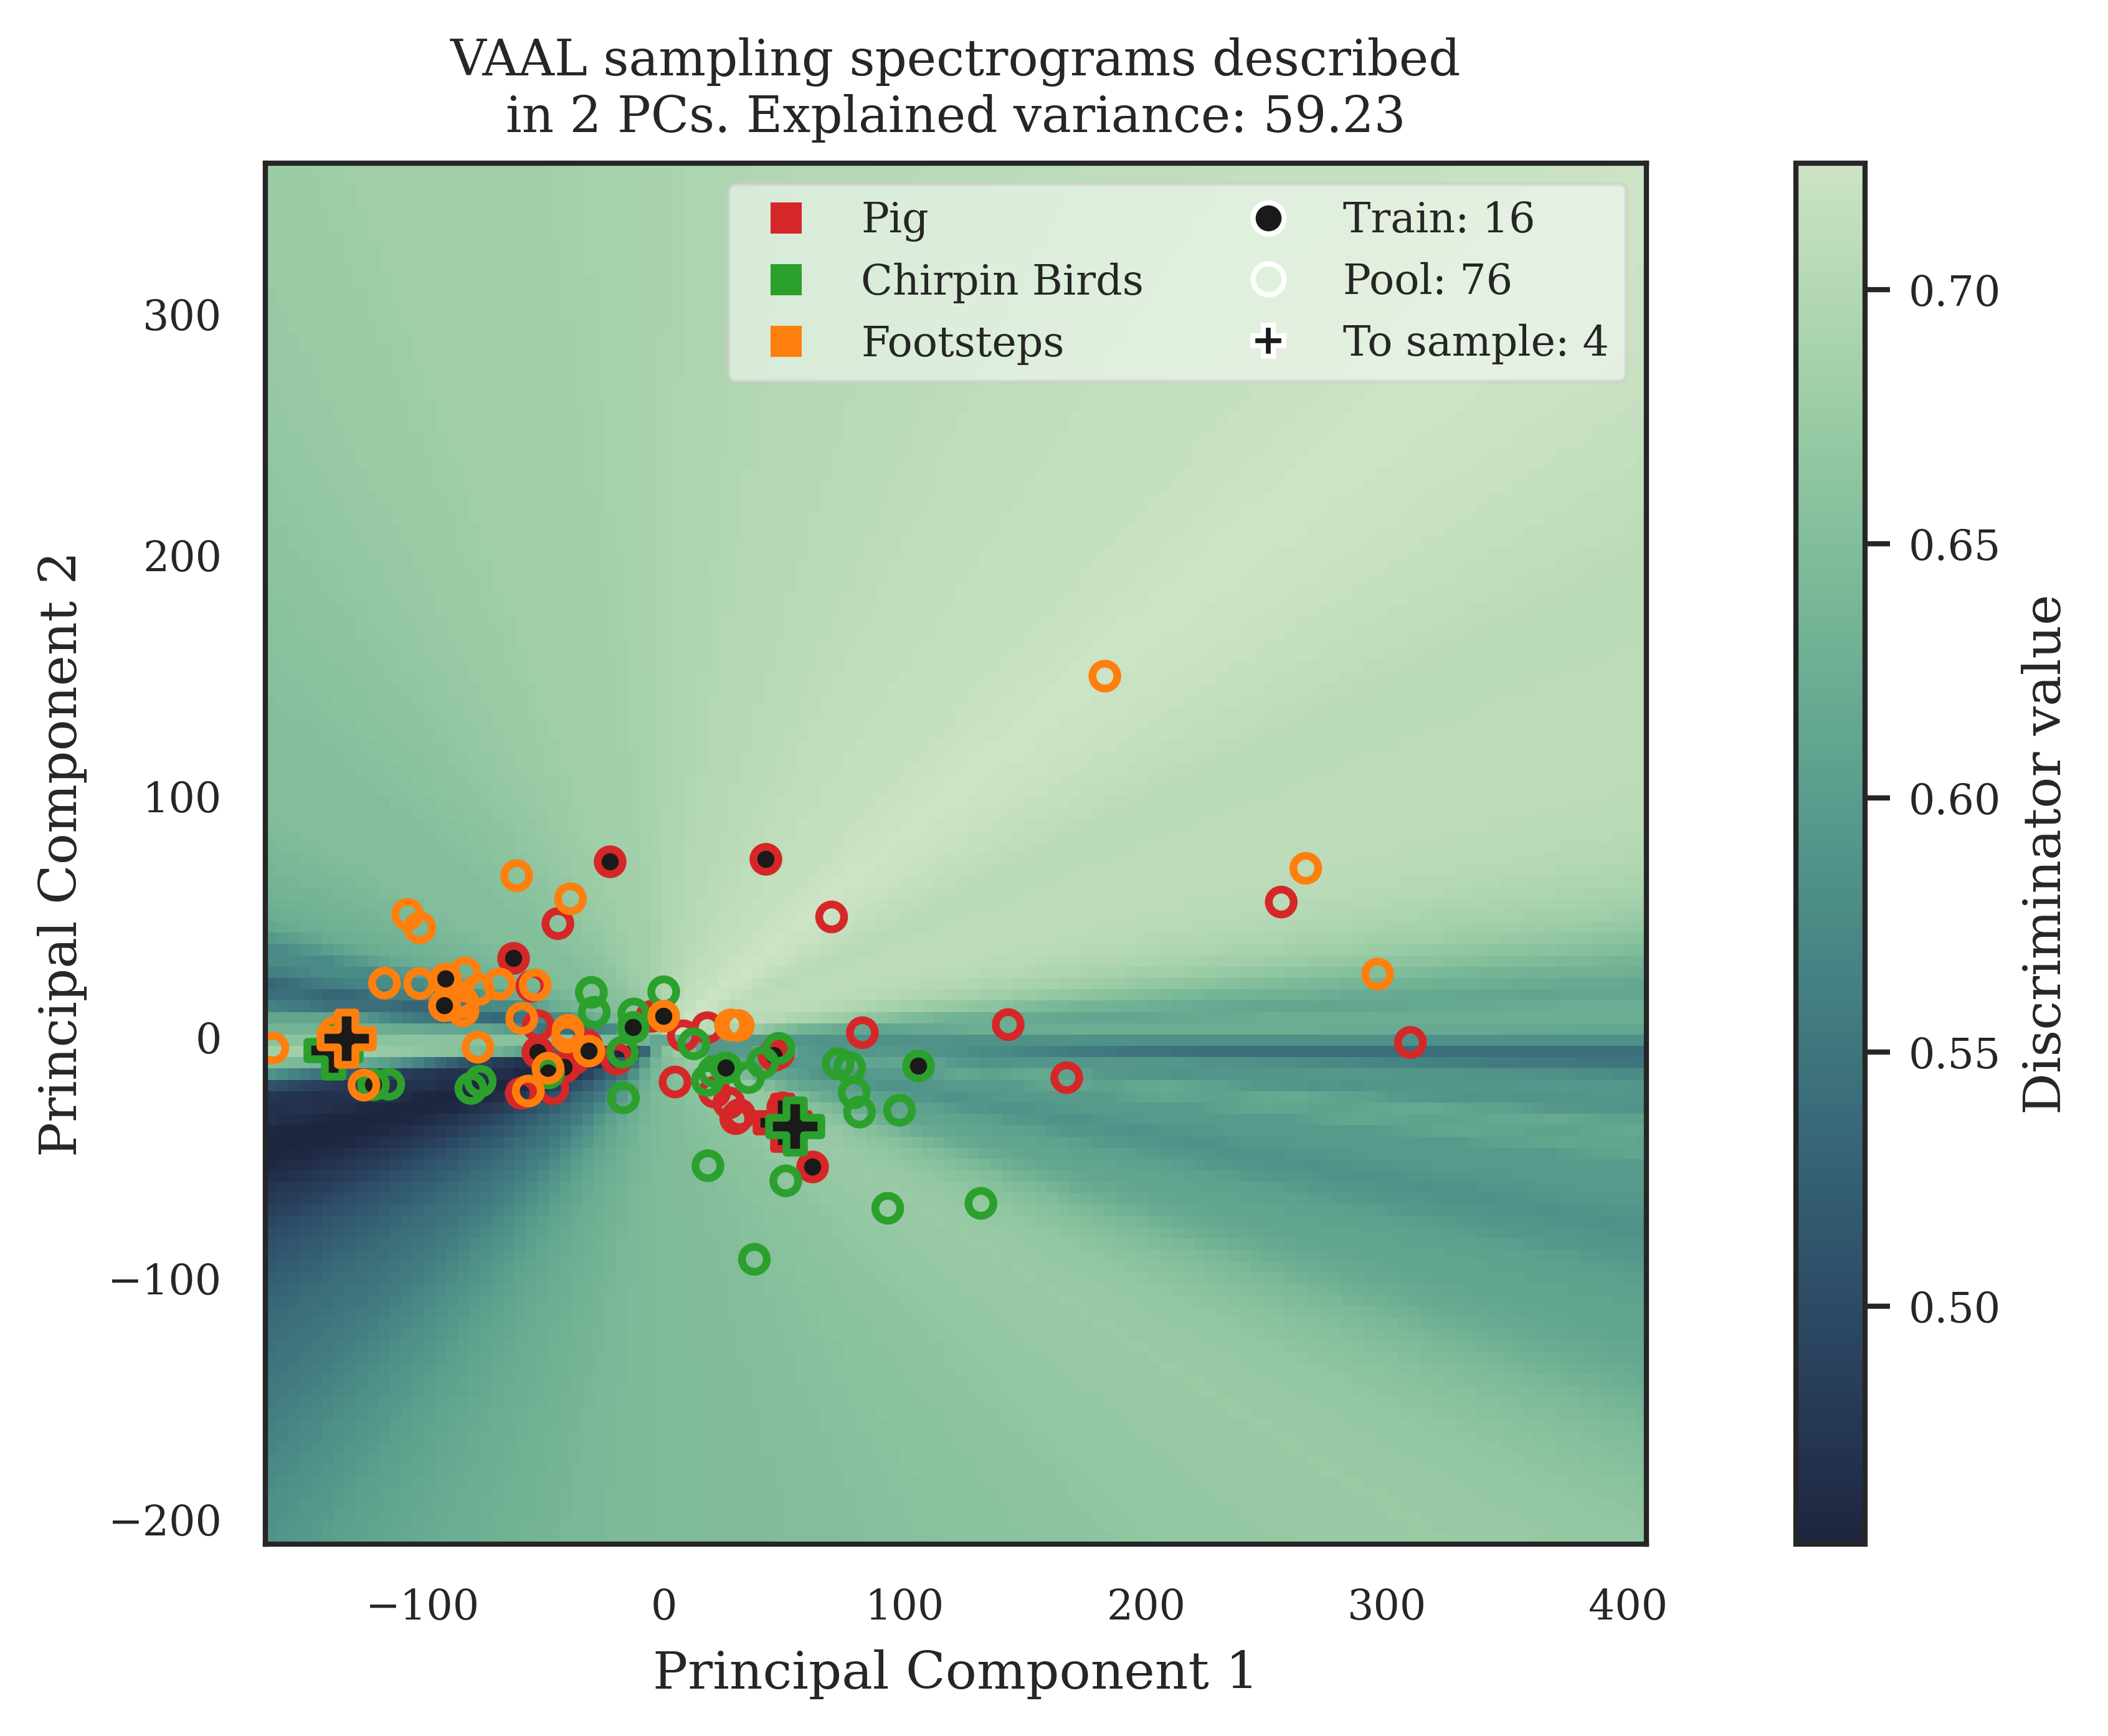 VAAL sampling spectrograms described
in 2 PCs. Explained variance: 59.23
Pig
Chirpin Birds
Footsteps
Train: 16
Pool: 76
To sample: 4
Principal Component 2
300
200
100
0
−100
−200
−100
0
100
200
300
400
Principal Component 1
0.70
0.65
0.60
0.55
0.50
Discriminator value